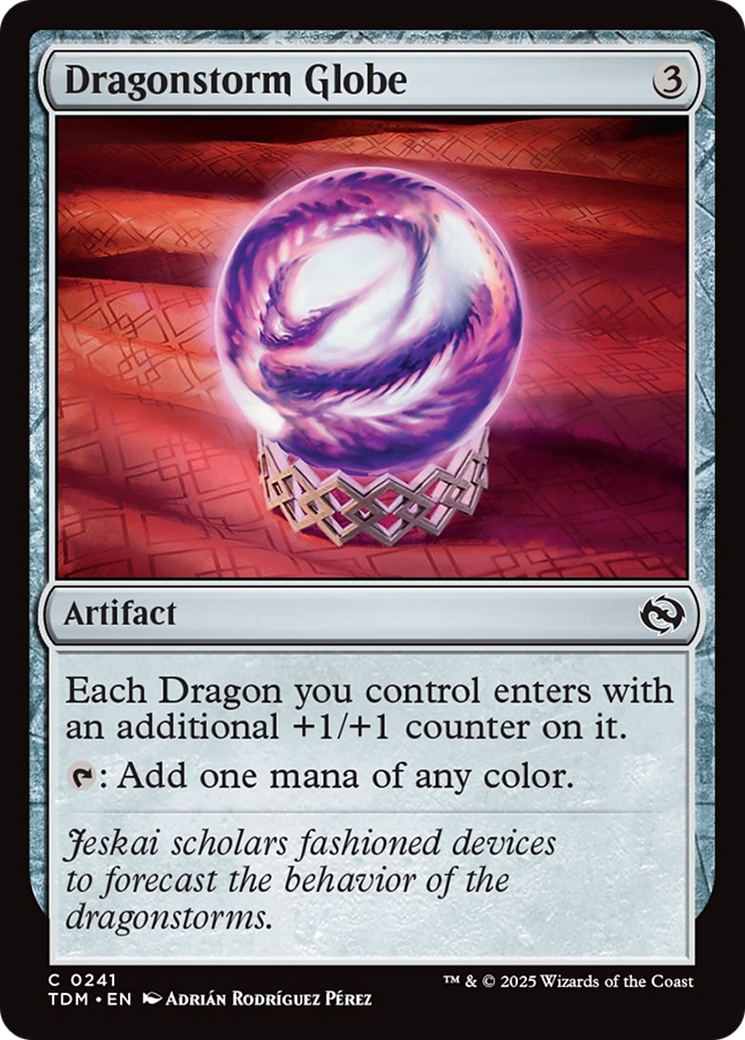 Dragonstorm Globe 3
Artifact
Each Dragon you control enters with
an additional +1/+1 counter on it.
: Add one mana of any color.
Jeskai scholars fashioned devices
to forecast the behavior of the
dragonstorms.
C 0241
TDM • EN Adrián Rodríguez Pérez
™ & © 2025 Wizards of the Coast